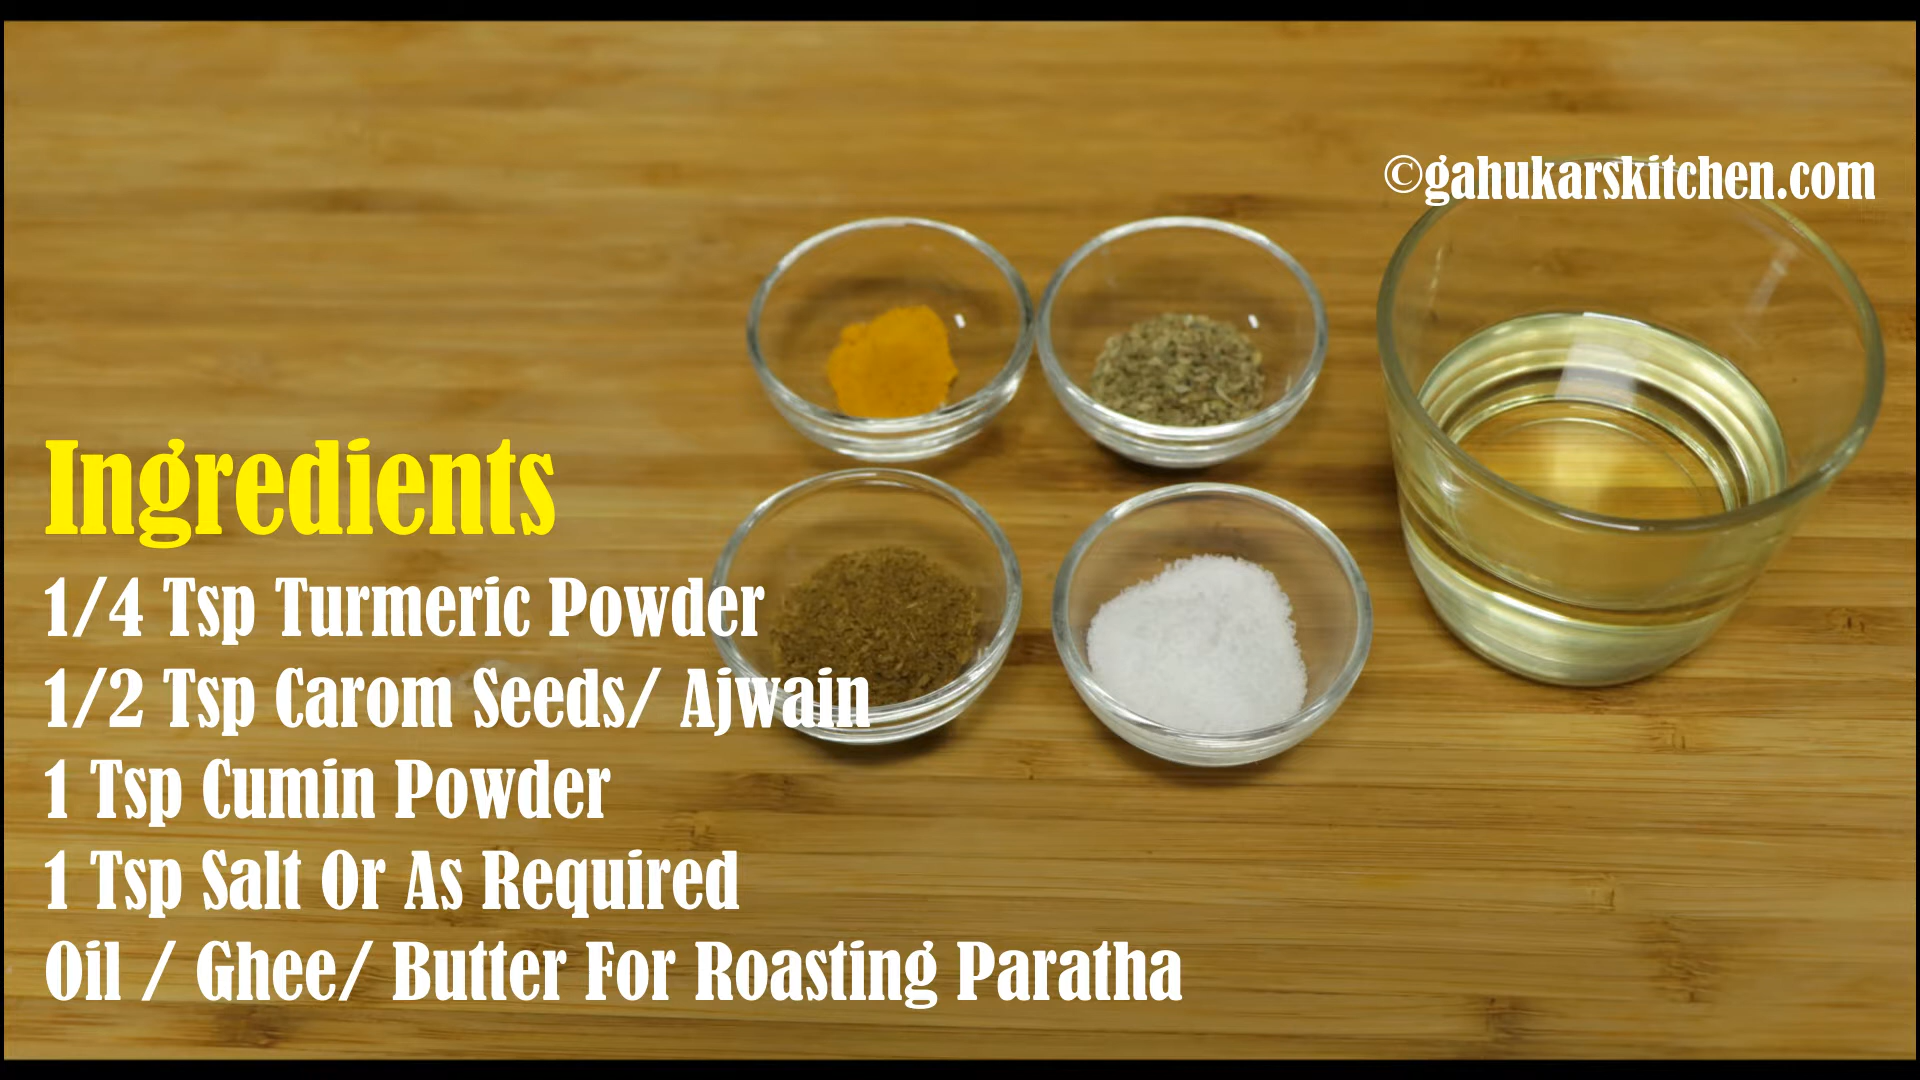 ©gahukarskitchen.com
Ingredients
1/4 Tsp Turmeric Powder
1/2 Tsp Carom Seeds/ Ajwain
1 Tsp Cumin Powder
1 Tsp Salt Or As Required
Oil / Ghee/ Butter For Roasting Paratha